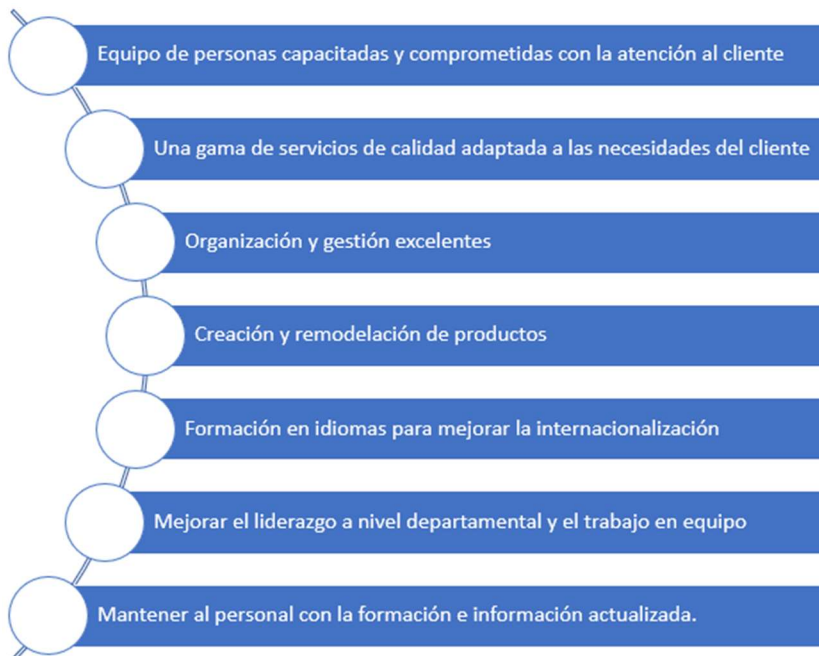 Equipo de personas capacitadas y comprometidas con la atención al cliente
Una gama de servicios de calidad adaptada a las necesidades del cliente
Organización y gestión excelentes
Creación y remodelación de productos
Formación en idiomas para mejorar la internacionalización
Mejorar el liderazgo a nivel departamental y el trabajo en equipo
Mantener al personal con la formación e información actualizada.